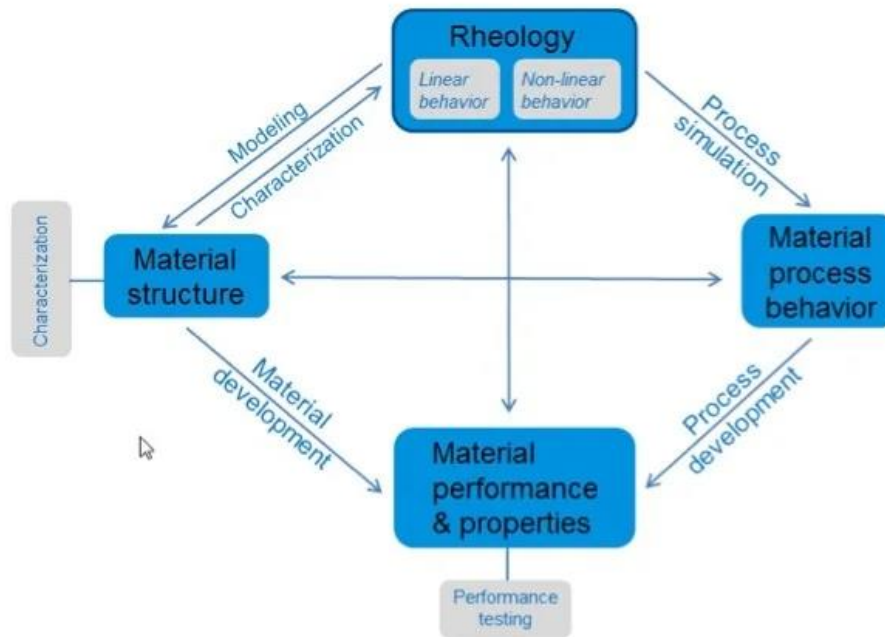 Rheology
Linear
behavior
Non-linear
behavior
Modeling
Characterization
Process
simulation
Characterization
Material
structure
Material
process
behavior
Material
development
Process
development
Material
performance
& properties
Performance
testing